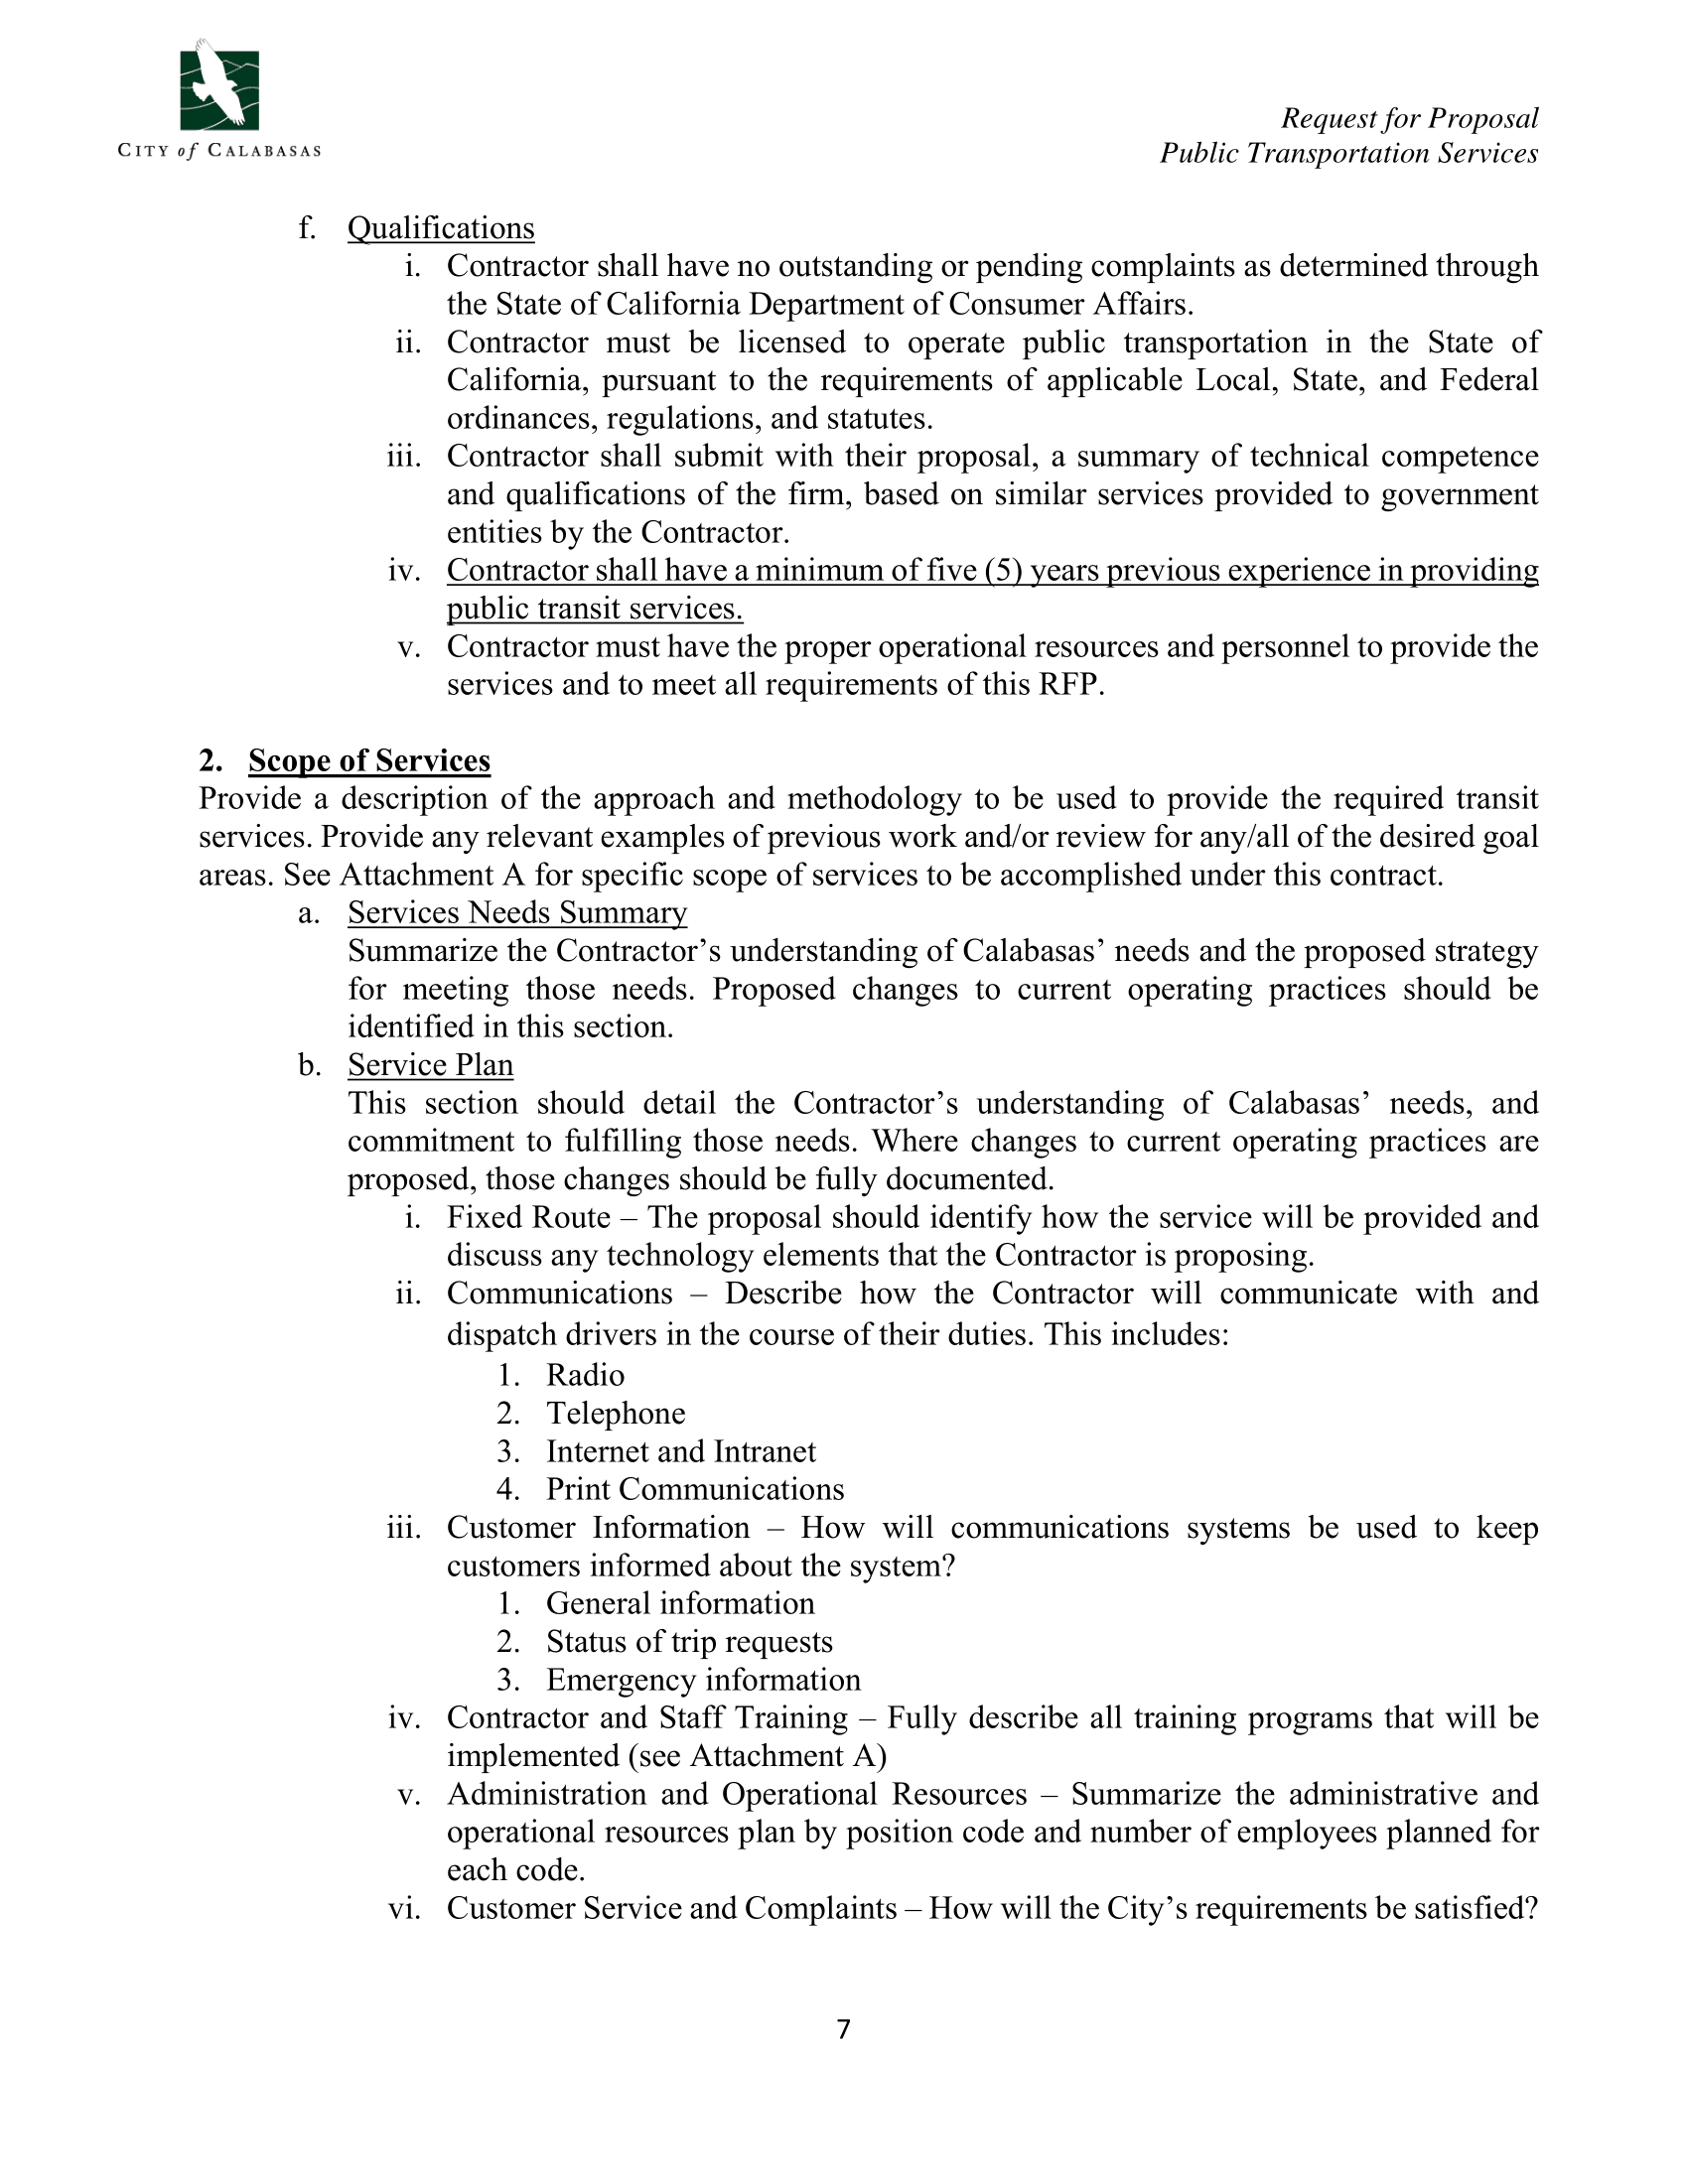 CITY of CALABASAS
Request for Proposal
Public Transportation Services
f. Qualifications
i. Contractor shall have no outstanding or pending complaints as determined through
the State of California Department of Consumer Affairs.
ii. Contractor must be licensed to operate public transportation in the State of
California, pursuant to the requirements of applicable Local, State, and Federal
ordinances, regulations, and statutes.
iii. Contractor shall submit with their proposal, a summary of technical competence
and qualifications of the firm, based on similar services provided to government
entities by the Contractor.
iv. Contractor shall have a minimum of five (5) years previous experience in providing
public transit services.
v. Contractor must have the proper operational resources and personnel to provide the
services and to meet all requirements of this RFP.
2. Scope of Services
Provide a description of the approach and methodology to be used to provide the required transit
services. Provide any relevant examples of previous work and/or review for any/all of the desired goal
areas. See Attachment A for specific scope of services to be accomplished under this contract.
a. Services Needs Summary
Summarize the Contractor’s understanding of Calabasas’ needs and the proposed strategy
for meeting those needs. Proposed changes to current operating practices should be
identified in this section.
b. Service Plan
This section should detail the Contractor’s understanding of Calabasas’ needs, and
commitment to fulfilling those needs. Where changes to current operating practices are
proposed, those changes should be fully documented.
i. Fixed Route – The proposal should identify how the service will be provided and
discuss any technology elements that the Contractor is proposing.
ii. Communications – Describe how the Contractor will communicate with and
dispatch drivers in the course of their duties. This includes:
1. Radio
2. Telephone
3. Internet and Intranet
4. Print Communications
iii. Customer Information – How will communications systems be used to keep
customers informed about the system?
1. General information
2. Status of trip requests
3. Emergency information
iv. Contractor and Staff Training – Fully describe all training programs that will be
implemented (see Attachment A)
v. Administration and Operational Resources – Summarize the administrative and
operational resources plan by position code and number of employees planned for
each code.
vi. Customer Service and Complaints – How will the City’s requirements be satisfied?
7